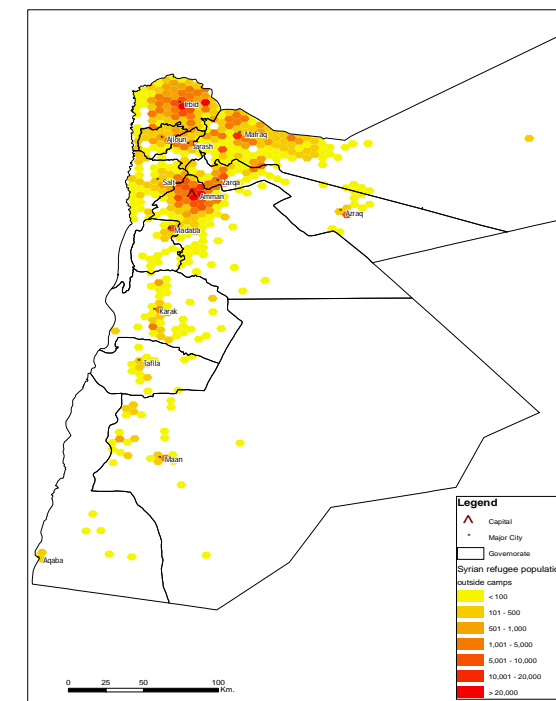 Irbid
Mafraq
Ajloun
Jarash
Salt
Zarqa
Amman
Azraq
Madaba
Karak
Tafila
Maan
Aqaba
Legend
Capital
Major City
Governorate
Syrian refugee populatio
outside camps
< 100
101 - 500
501 - 1,000
1,001 - 5,000
5,001 - 10,000
10,001 - 20,000
> 20,000
0 25 50 100
Km.